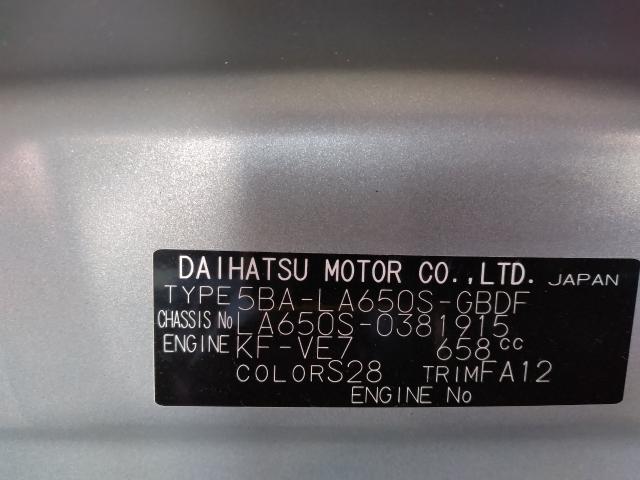 DAIHATSU MOTOR CO.,LTD. JAPAN
TYPE 5BA-LA650S-GBDF
CHASSIS No LA650S-0381915
ENGINE KF-VE7 658cc
COLOR S28 TRIM FA12
ENGINE No